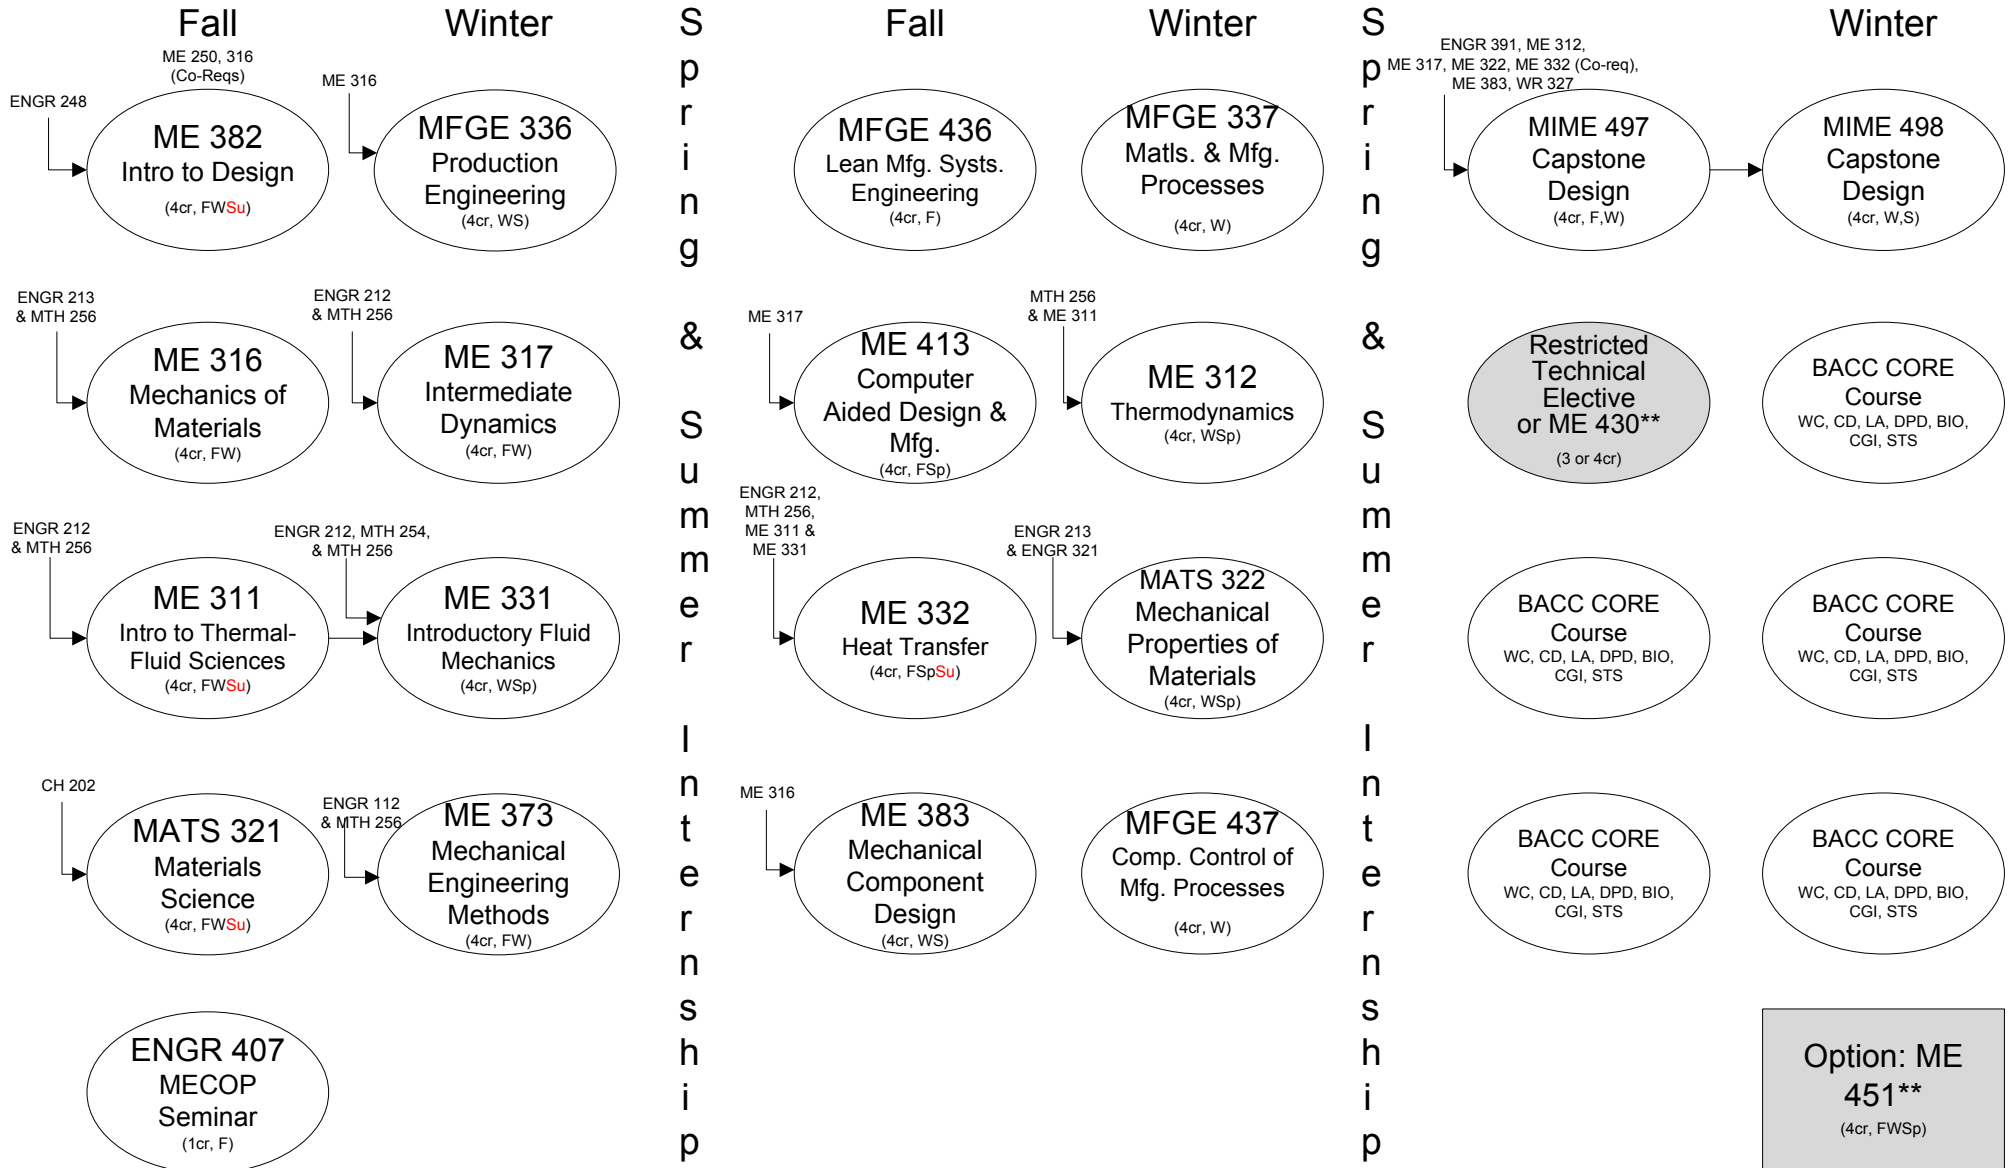 Fall
Winter
Fall
Winter
Winter
Spring & Summer Internship
Spring & Summer Internship
ME 250, 316
(Co-Reqs)
ENGR 248
ME 382
Intro to Design
(4cr, FWSu)
ME 316
MFGE 336
Production
Engineering
(4cr, WS)
MFGE 436
Lean Mfg. Systs.
Engineering
(4cr, F)
MFGE 337
Matls. & Mfg.
Processes
(4cr, W)
ENGR 391, ME 312,
ME 317, ME 322, ME 332 (Co-req),
ME 383, WR 327
MIME 497
Capstone
Design
(4cr, F,W)
MIME 498
Capstone
Design
(4cr, W,S)
ENGR 213
& MTH 256
ME 316
Mechanics of
Materials
(4cr, FW)
ENGR 212
& MTH 256
ME 317
Intermediate
Dynamics
(4cr, FW)
ME 317
ME 413
Computer
Aided Design &
Mfg.
(4cr, FSp)
MTH 256
& ME 311
ME 312
Thermodynamics
(4cr, WSp)
Restricted
Technical
Elective
or ME 430**
(3 or 4cr)
BACC CORE
Course
WC, CD, LA, DPD, BIO,
CGI, STS
ENGR 212
& MTH 256
ME 311
Intro to Thermal-
Fluid Sciences
(4cr, FWSu)
ENGR 212, MTH 254,
& MTH 256
ME 331
Introductory Fluid
Mechanics
(4cr, WSp)
ENGR 212,
MTH 256,
ME 311 &
ME 331
ME 332
Heat Transfer
(4cr, FSpSu)
ENGR 213
& ENGR 321
MATS 322
Mechanical
Properties of
Materials
(4cr, WSp)
BACC CORE
Course
WC, CD, LA, DPD, BIO,
CGI, STS
BACC CORE
Course
WC, CD, LA, DPD, BIO,
CGI, STS
CH 202
MATS 321
Materials
Science
(4cr, FWSu)
ENGR 112
& MTH 256
ME 373
Mechanical
Engineering
Methods
(4cr, FW)
ME 316
ME 383
Mechanical
Component
Design
(4cr, WS)
MFGE 437
Comp. Control of
Mfg. Processes
(4cr, W)
BACC CORE
Course
WC, CD, LA, DPD, BIO,
CGI, STS
BACC CORE
Course
WC, CD, LA, DPD, BIO,
CGI, STS
ENGR 407
MECOP
Seminar
(1cr, F)
Option: ME
451**
(4cr, FWSp)